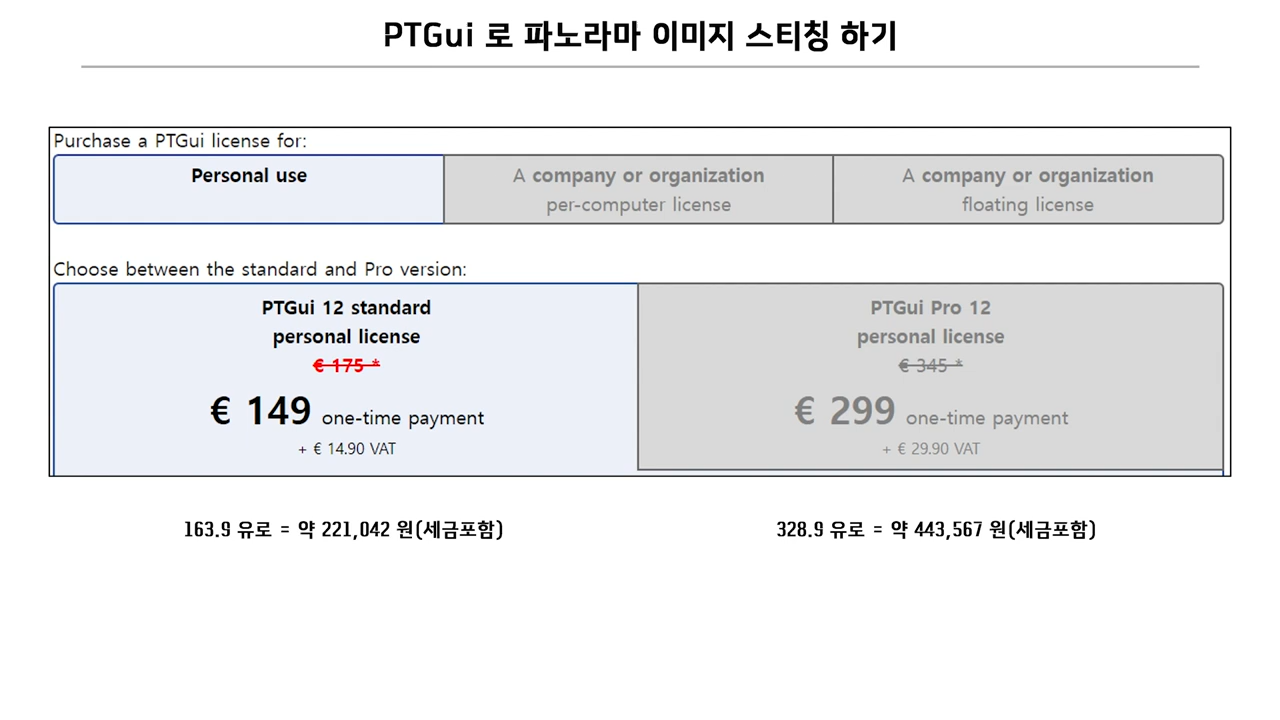 PTGui 로 파노라마 이미지 스티칭 하기
Purchase a PTGui license for:
Personal use
A company or organization
per-computer license
A company or organization
floating license
Choose between the standard and Pro version:
PTGui 12 standard
personal license
€ 175 *
€ 149 one-time payment
+ € 14.90 VAT
PTGui Pro 12
personal license
€ 345 *
€ 299 one-time payment
+ € 29.90 VAT
163.9 유로 = 약 221,042 원(세금포함)
328.9 유로 = 약 443,567 원(세금포함)